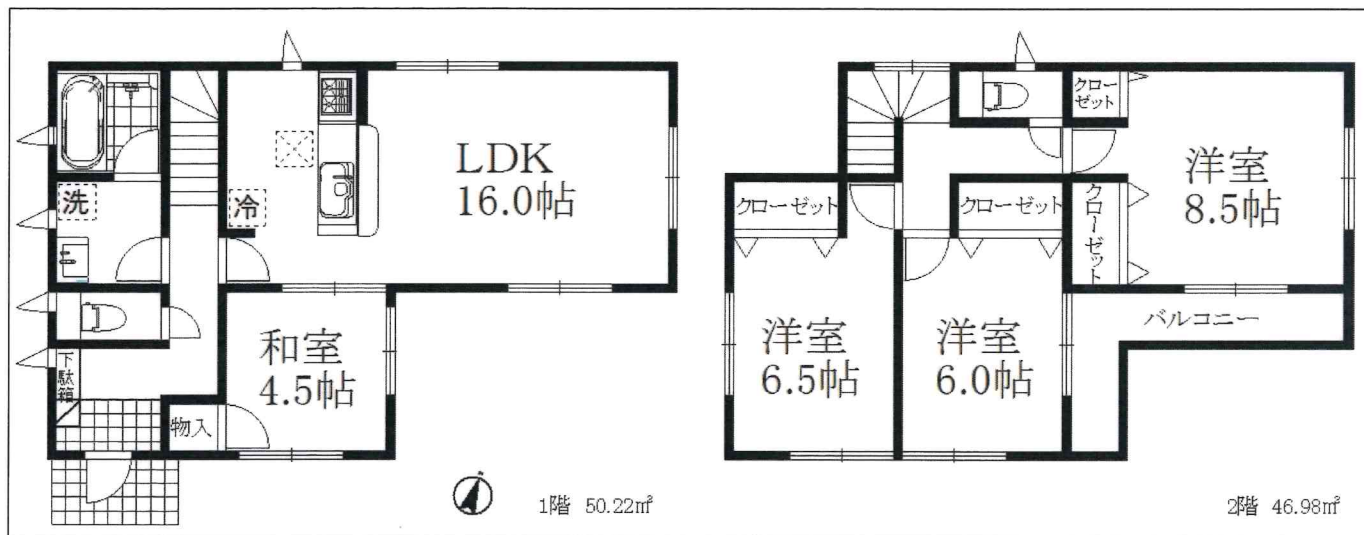 洗
冷
LDK
16.0帖
和室
4.5帖
下駄箱
物入
1階 50.22㎡
クローゼット
クローゼット
クローゼット
クローゼット
洋室
8.5帖
洋室
6.5帖
洋室
6.0帖
バルコニー
2階 46.98㎡